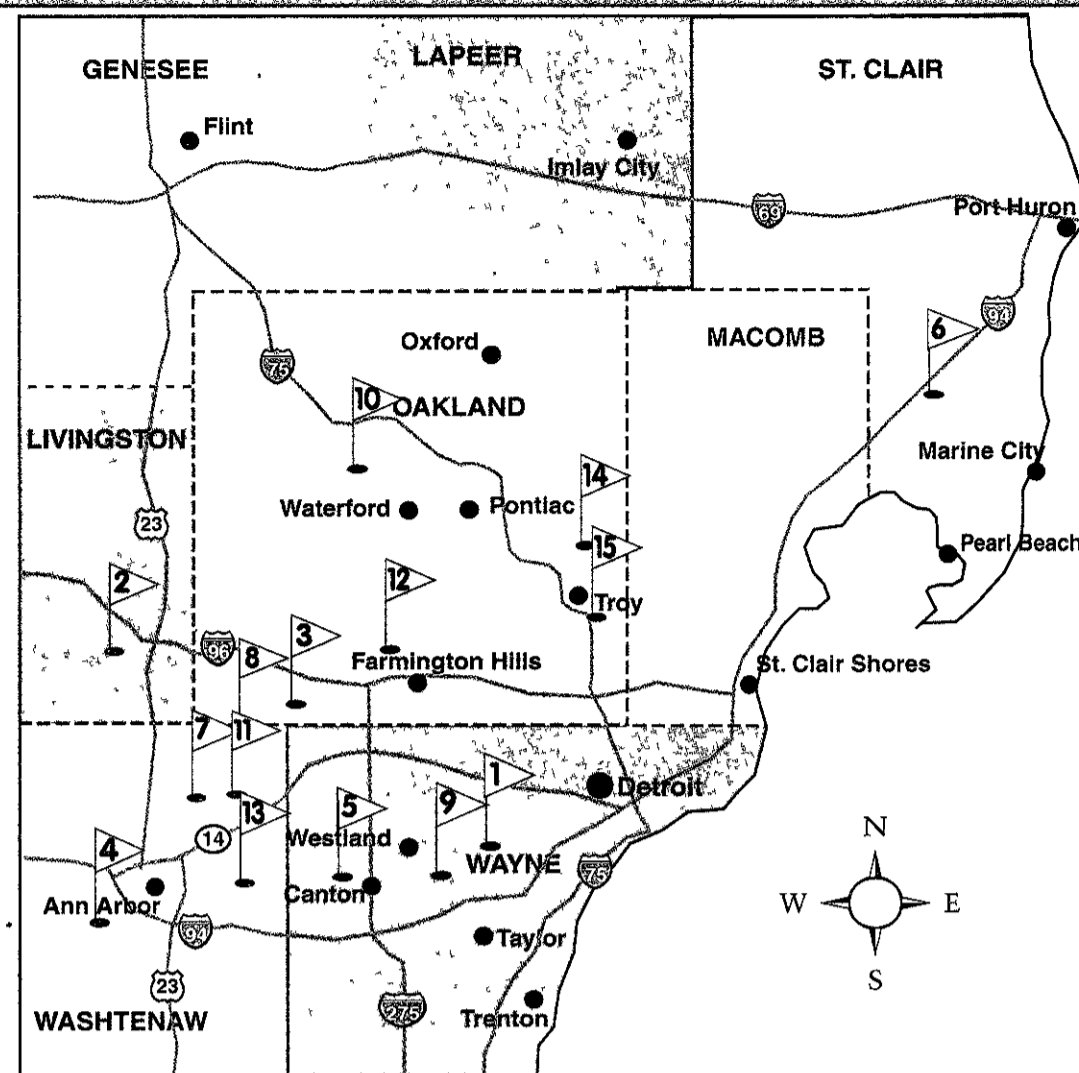 GENESEE
LAPEER
ST. CLAIR
Flint
Imlay City
69
Port Huron
94
6
MACOMB
Oxford
75
10
OAKLAND
LIVINGSTON
Marine City
14
Waterford
Pontiac
23
15
Pearl Beach
2
12
Troy
3
96
8
Farmington Hills
St. Clair Shores
7
11
1
Detroit
5
9
13
14
Westland
4
WAYNE
75
N
Canton
Ann Arbor
W
E
94
Taylor
S
23
275
Trenton
WASHTENAW